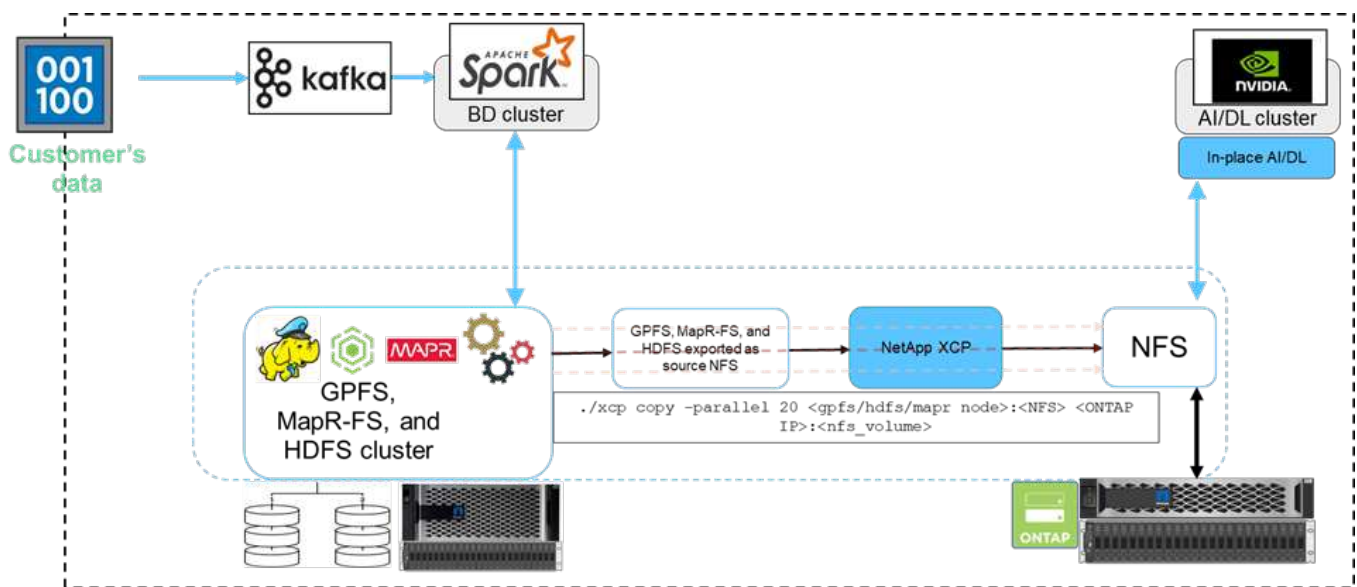 001
100
Customer's
data
kafka
APACHE
Spark
BD cluster
NVIDIA.
AI/DL cluster
In-place AI/DL
MAPR
GPFS,
MapR-FS, and
HDFS cluster
GPFS, MapR-FS, and
HDFS exported as
source NFS
NetApp XCP
NFS
./xcp copy -parallel 20 <gpfs/hdfs/mapr node>:<NFS> <ONTAP
IP>:<nfs_volume>
ONTAP